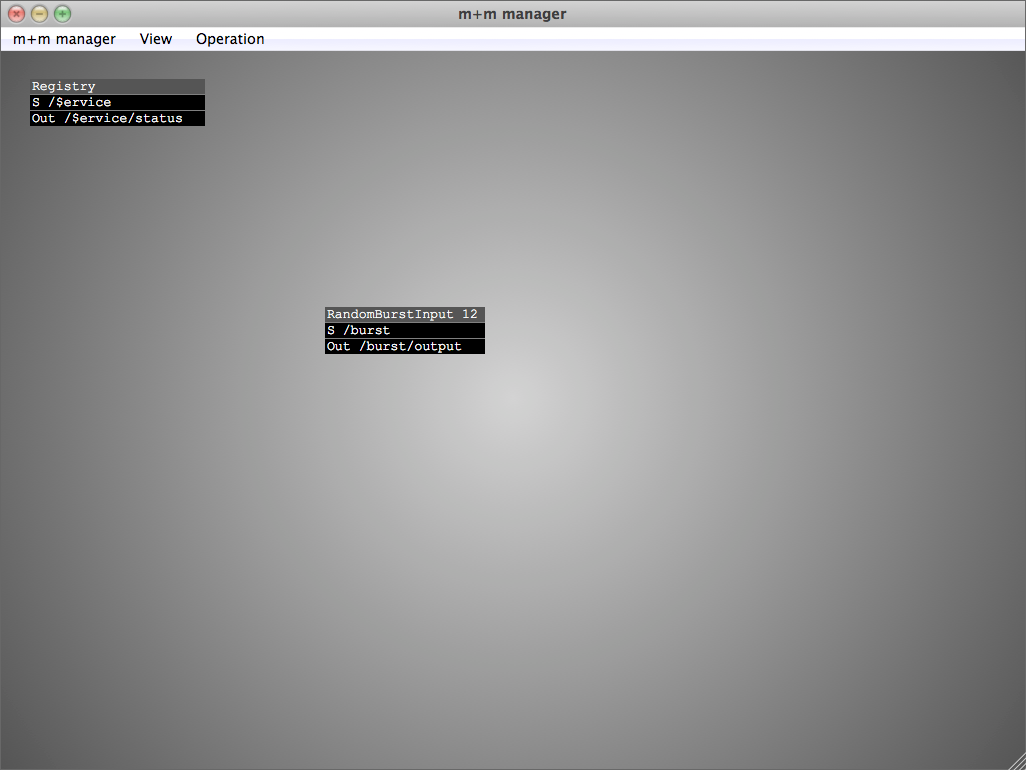 m+m manager
m+m manager View Operation
Registry
S /$ervice
Out /$ervice/status
RandomBurstInput 12
S /burst
Out /burst/output